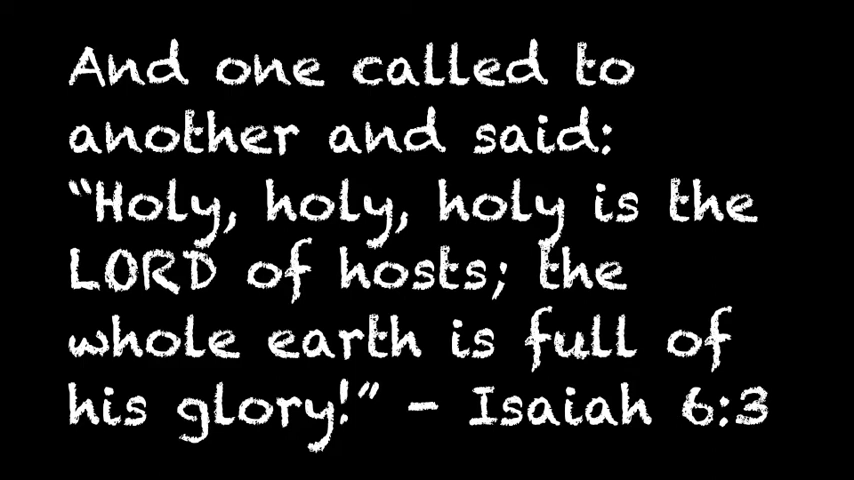 And one called to
another and said:
“Holy, holy, holy is the
LORD of hosts; the
whole earth is full of
his glory!” – Isaiah 6:3